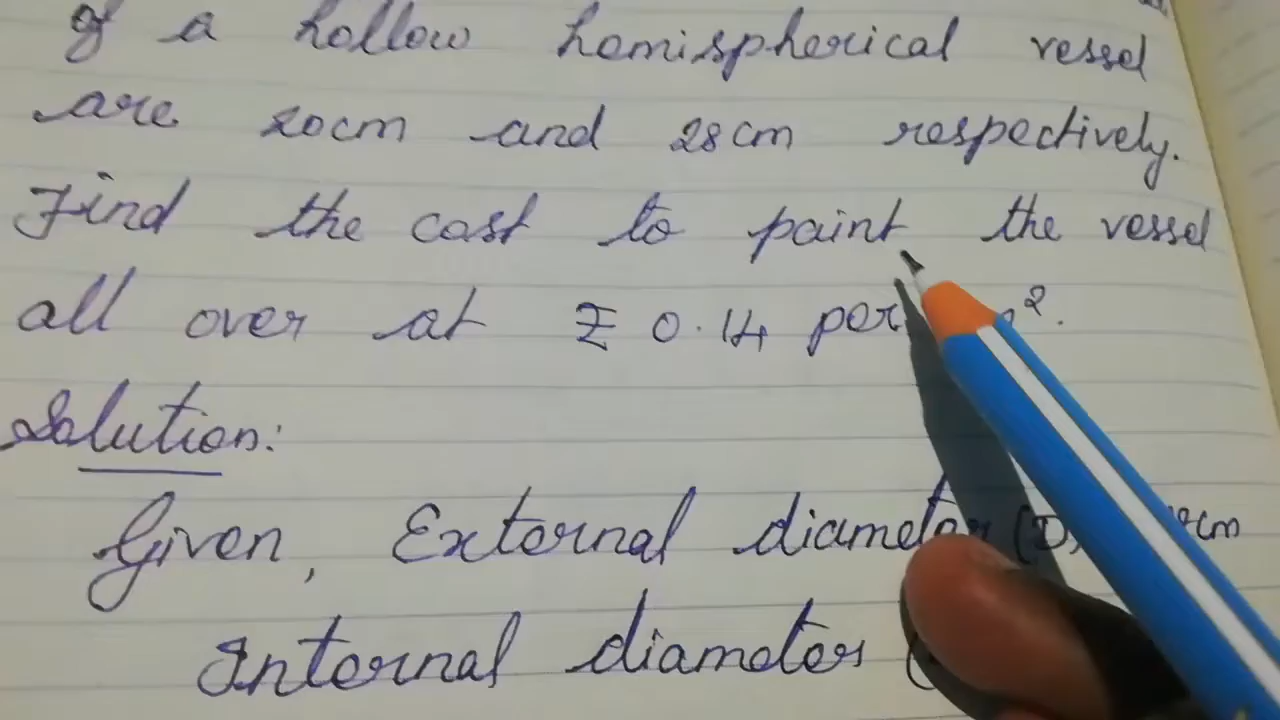 of a hollow hemispherical vessel
are 20cm and 28cm respectively.
Find the cost to paint the vessel
all over at ₹ 0.14 per
Solution:
Given, External diameter (D)
Internal diameter